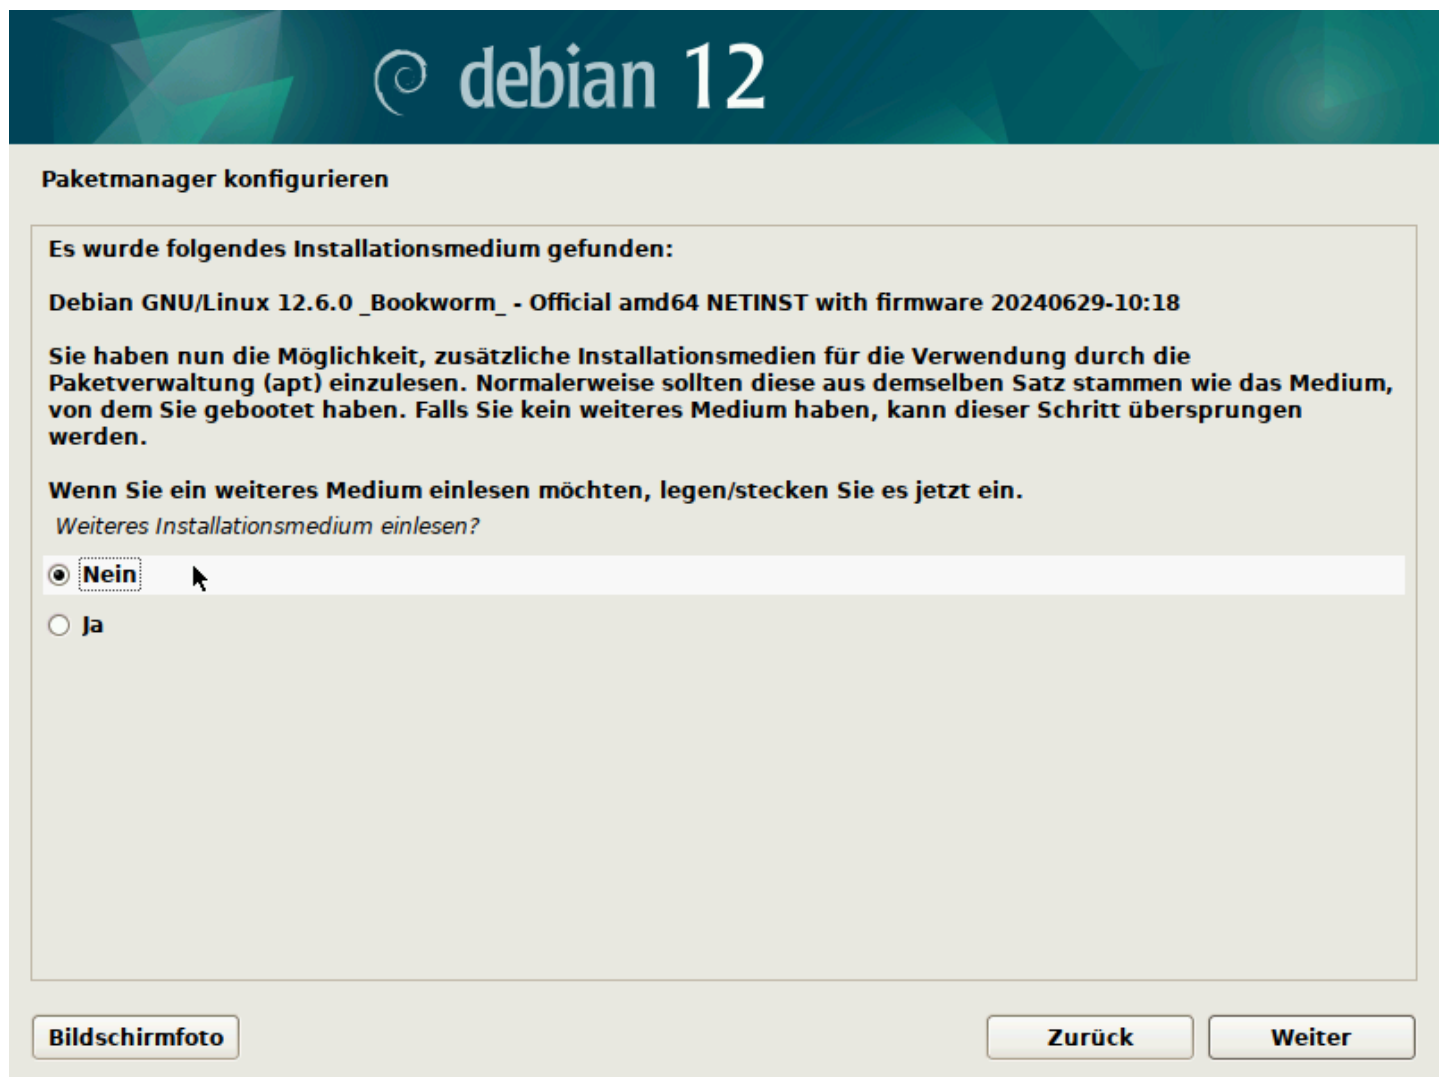 debian 12
Paketmanager konfigurieren
Es wurde folgendes Installationsmedium gefunden:
Debian GNU/Linux 12.6.0 _Bookworm_ - Official amd64 NETINST with firmware 20240629-10:18
Sie haben nun die Möglichkeit, zusätzliche Installationsmedien für die Verwendung durch die
Paketverwaltung (apt) einzulesen. Normalerweise sollten diese aus demselben Satz stammen wie das Medium,
von dem Sie gebootet haben. Falls Sie kein weiteres Medium haben, kann dieser Schritt übersprungen
werden.
Wenn Sie ein weiteres Medium einlesen möchten, legen/stecken Sie es jetzt ein.
Weiteres Installationsmedium einlesen?
Nein
Ja
Bildschirmfoto
Zurück
Weiter